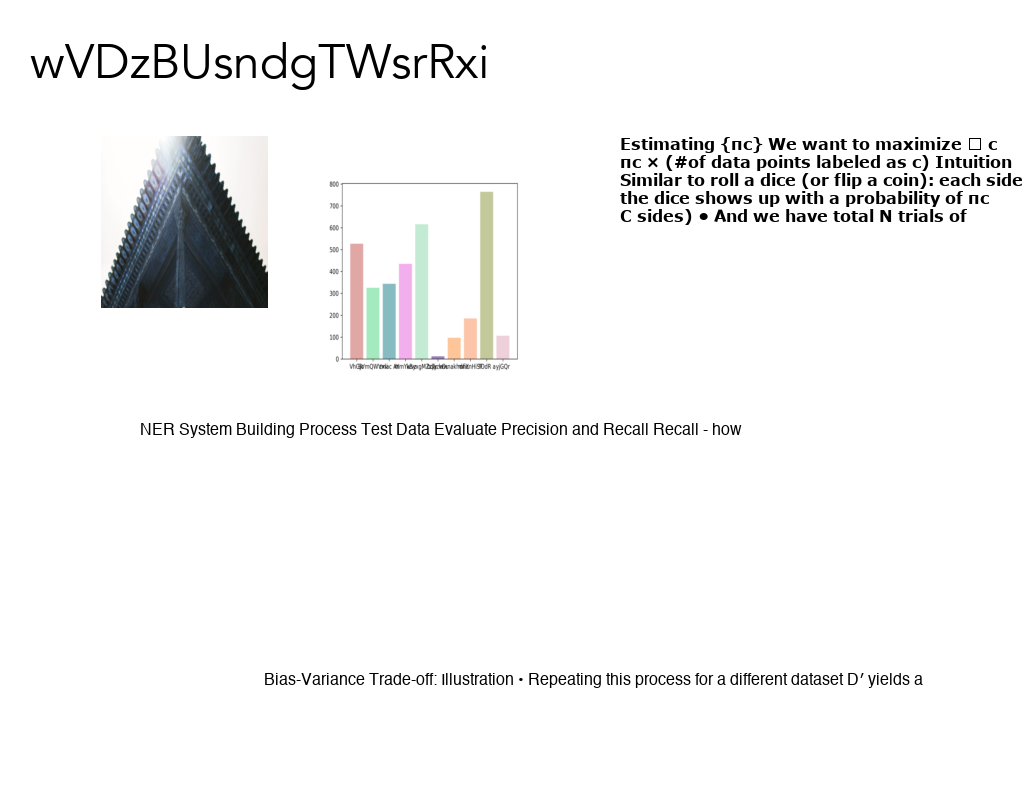 wVDzBUsndgTWsrRxi
Estimating {πc} We want to maximize □ c
πc × (#of data points labeled as c) Intuition
Similar to roll a dice (or flip a coin): each side
the dice shows up with a probability of πc
C sides) ● And we have total N trials of
800
700
600
500
400
300
200
100
0
ayjGQr
NER System Building Process Test Data Evaluate Precision and Recall Recall - how
Bias-Variance Trade-off: Illustration • Repeating this process for a different dataset D′ yields a